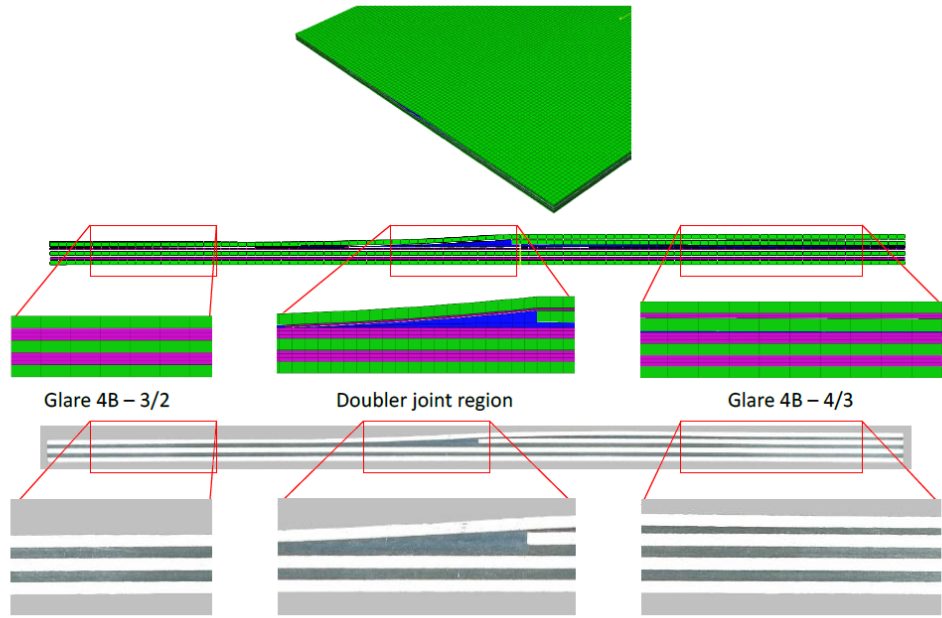 Glare 4B – 3/2
Doubler joint region
Glare 4B – 4/3